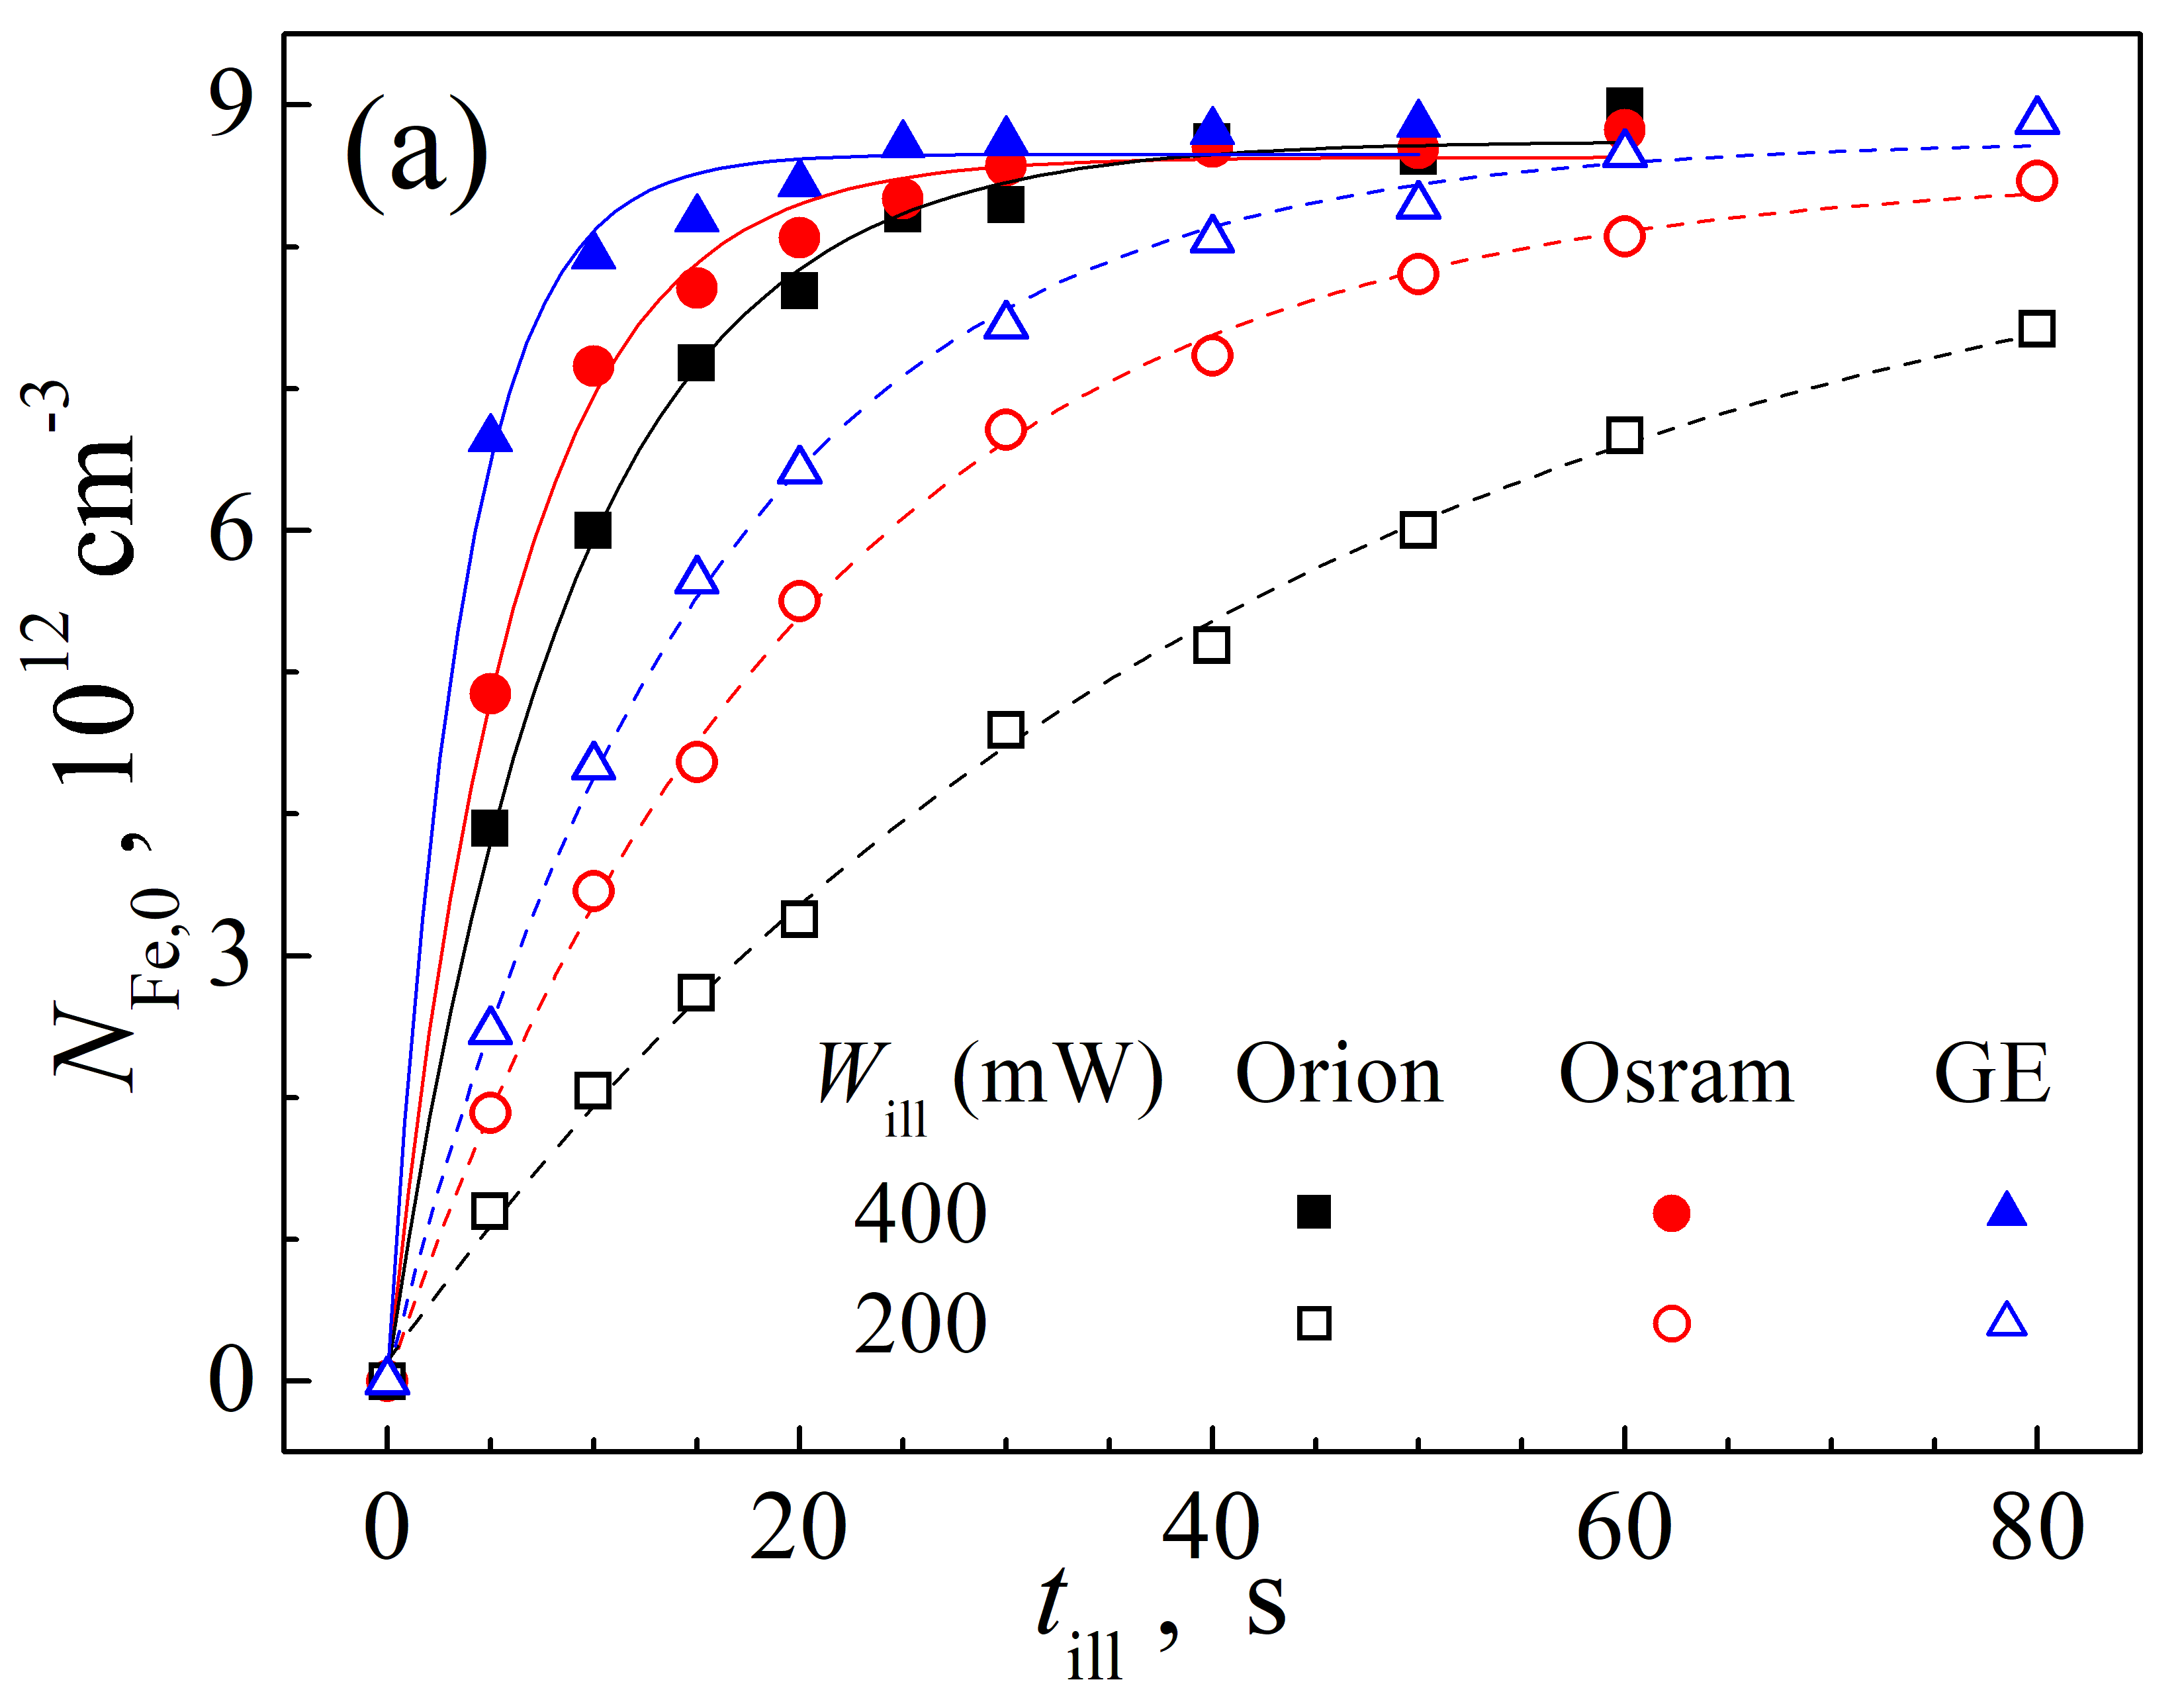 (a)
N_Fe,0, 10^12 cm^-3
9
6
3
0
W_ill (mW) Orion Osram GE
400
200
0 20 40 60 80
t_ill, s